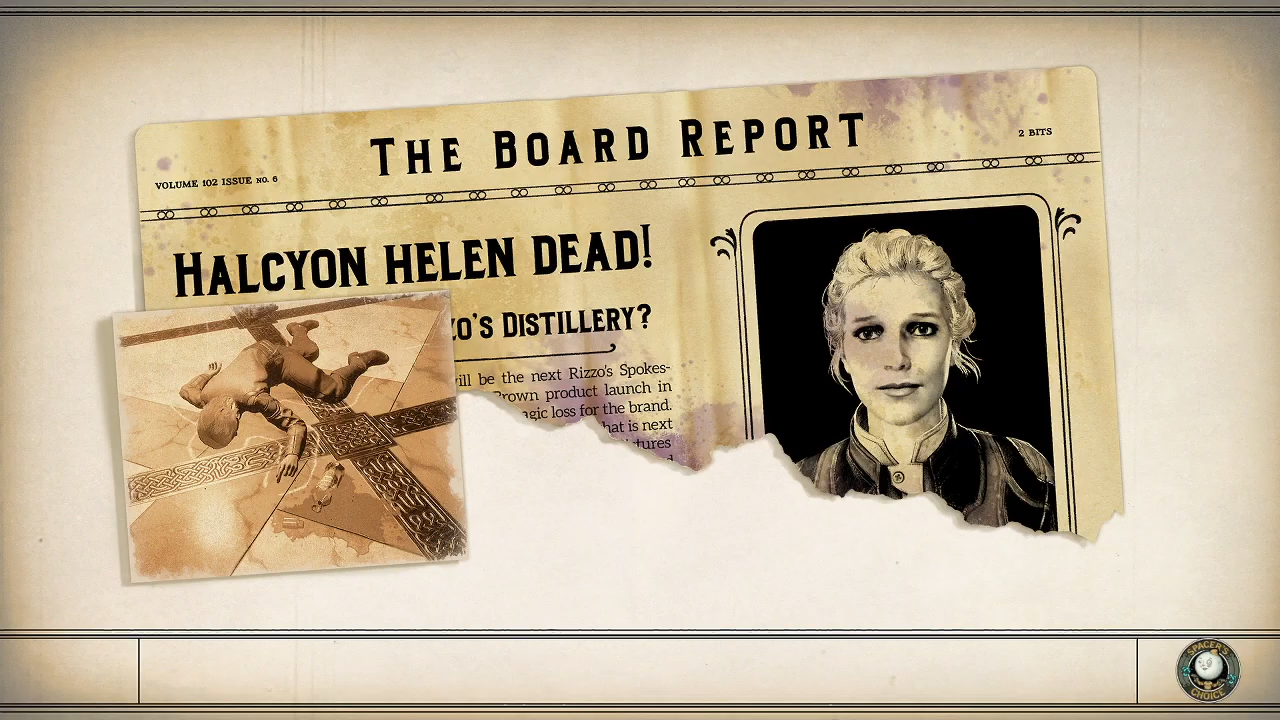 THE BOARD REPORT
2 BITS
VOLUME 102 ISSUE NO. 6
HALCYON HELEN DEAD!
ZO'S DISTILLERY?
will be the next Rizzo's Spokes-
Brown product launch in
agic loss for the brand.
hat is next
tures
SPACER'S
CHOICE